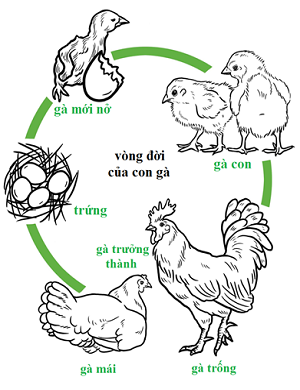 gà mới nở
vòng đời
của con gà
gà con
trứng
gà trưởng
thành
gà mái
gà trống